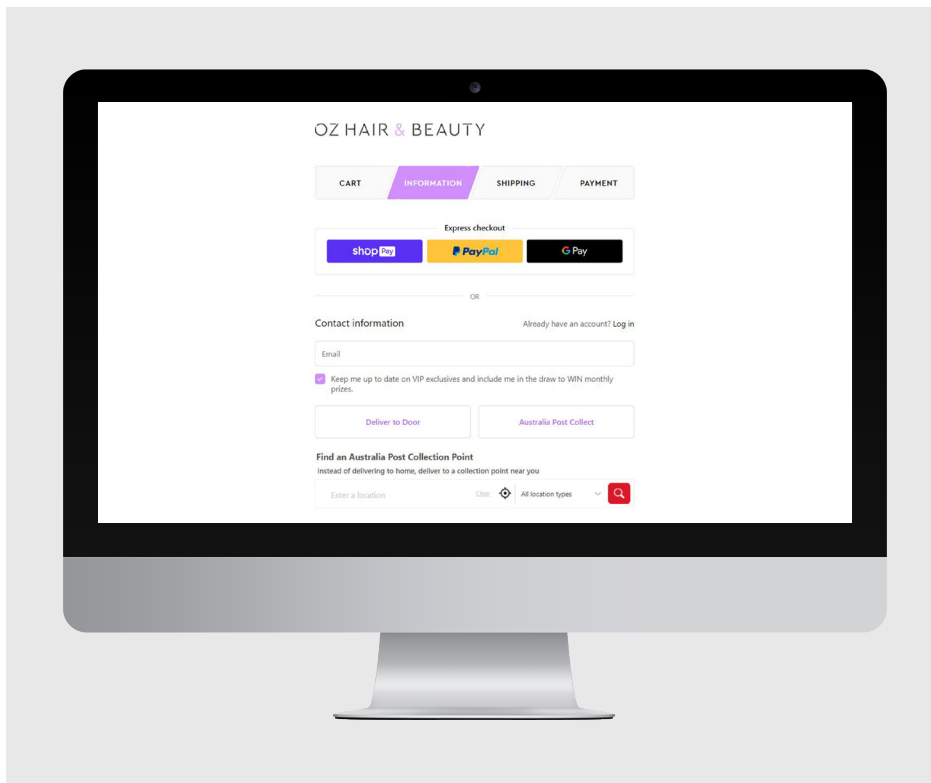 OZ HAIR & BEAUTY
CART INFORMATION SHIPPING PAYMENT
Express checkout
shop Pay PayPal G Pay
OR
Contact information Already have an account? Log in
Email
Keep me up to date on VIP exclusives and include me in the draw to WIN monthly
prizes.
Deliver to Door Australia Post Collect
Find an Australia Post Collection Point
Instead of delivering to home, deliver to a collection point near you
Enter a location Clear All location types